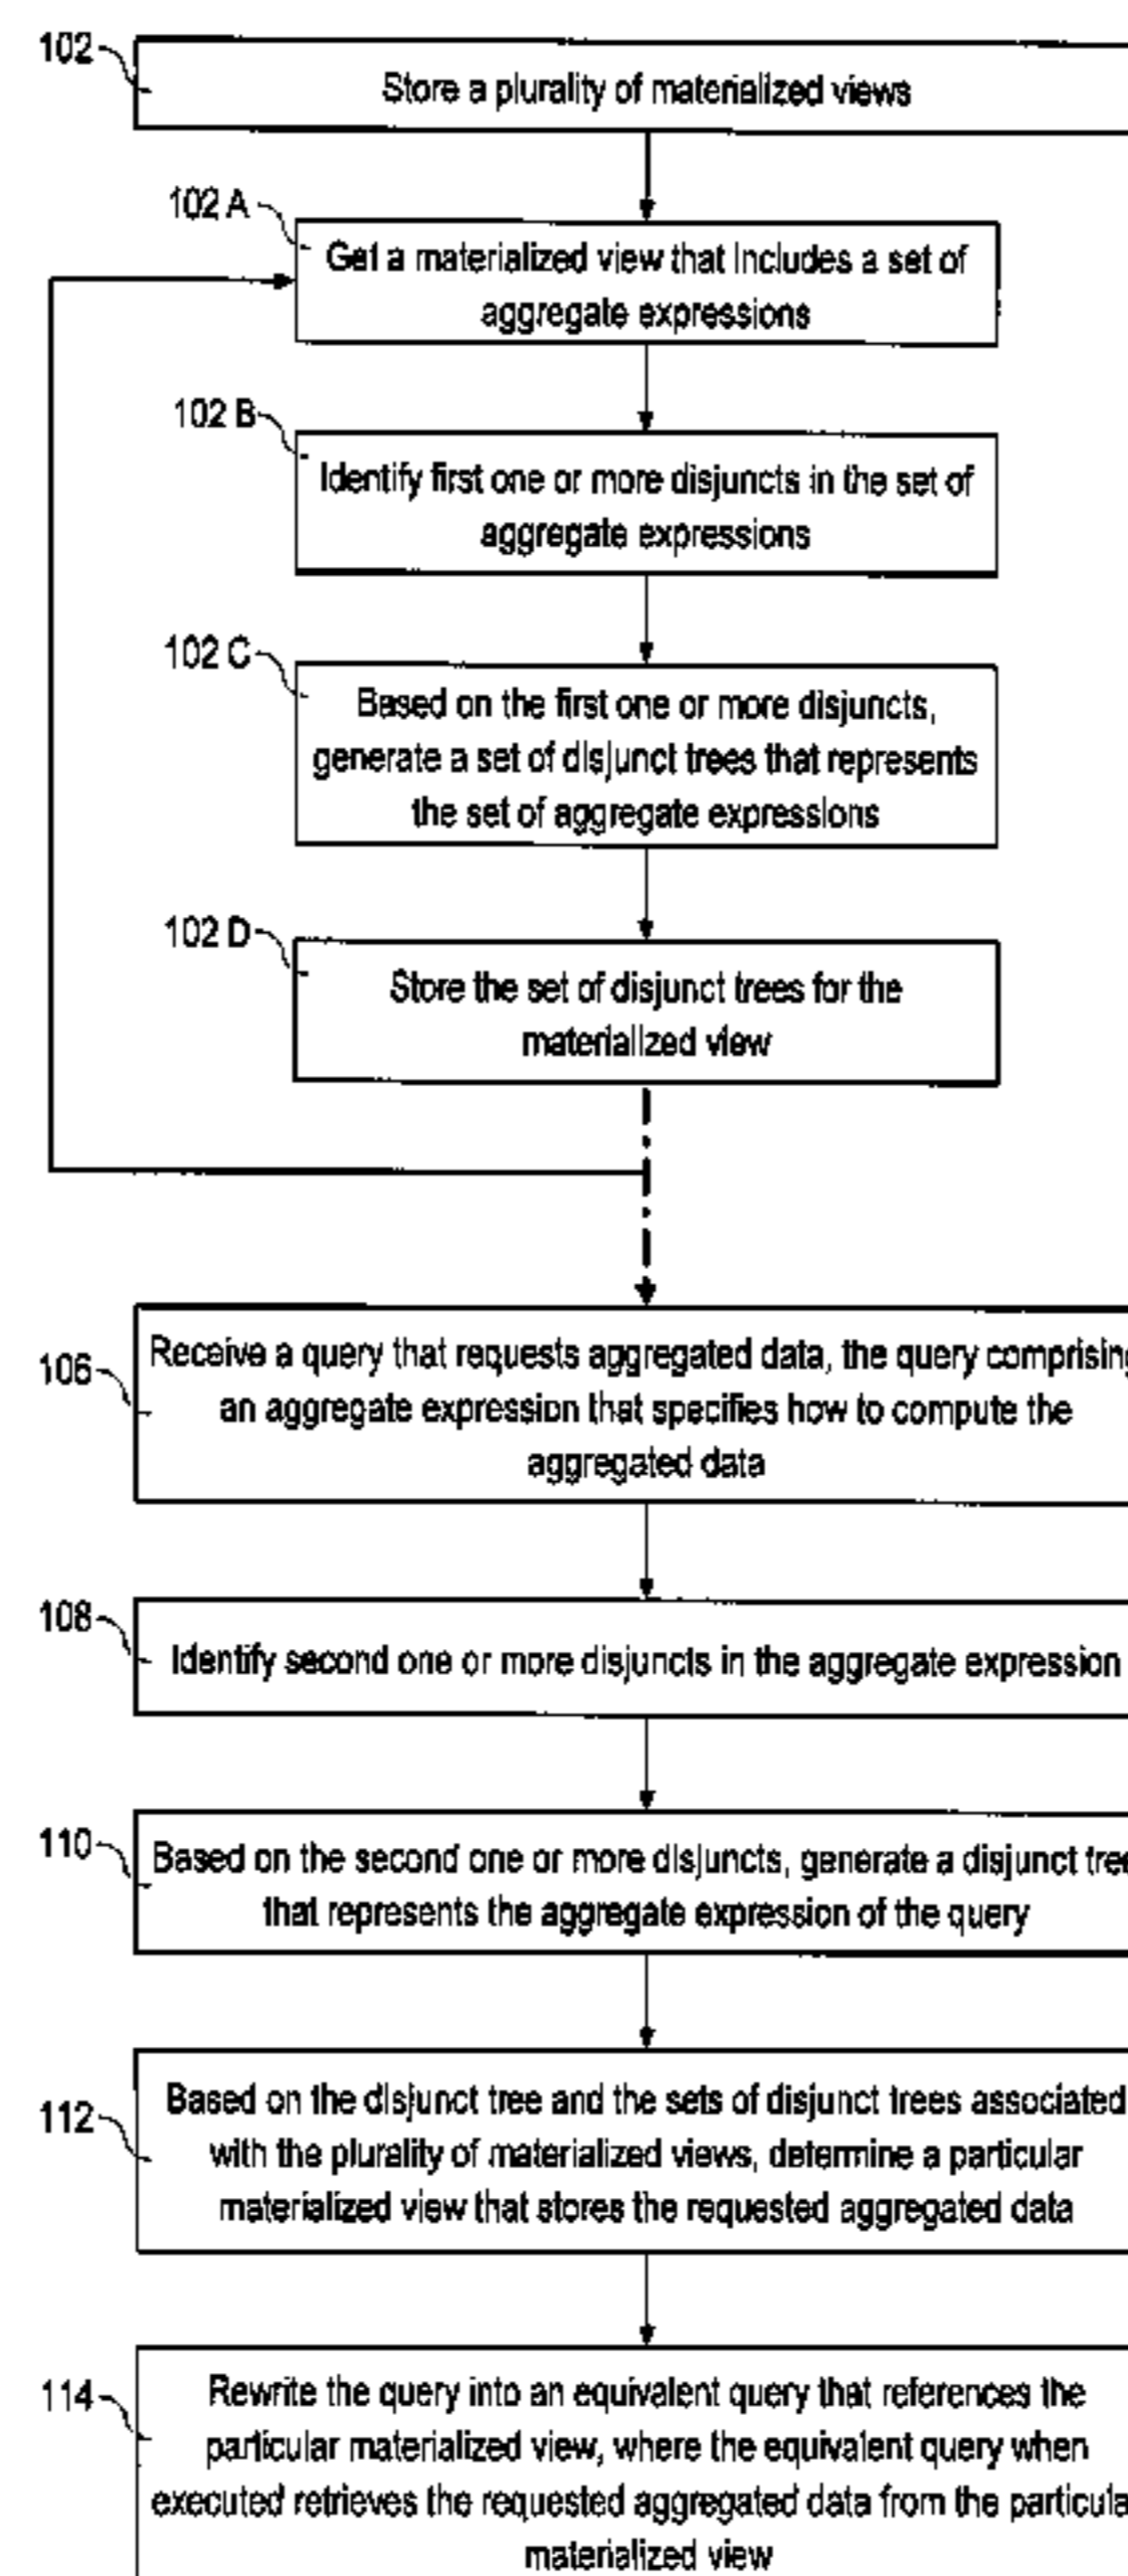 102
Store a plurality of materialized views
102 A
Get a materialized view that includes a set of
aggregate expressions
102 B
Identify first one or more disjuncts in the set of
aggregate expressions
102 C
Based on the first one or more disjuncts,
generate a set of disjunct trees that represents
the set of aggregate expressions
102 D
Store the set of disjunct trees for the
materialized view
106
Receive a query that requests aggregated data, the query comprising
an aggregate expression that specifies how to compute the
aggregated data
108
Identify second one or more disjuncts in the aggregate expression
110
Based on the second one or more disjuncts, generate a disjunct tree
that represents the aggregate expression of the query
112
Based on the disjunct tree and the sets of disjunct trees associated
with the plurality of materialized views, determine a particular
materialized view that stores the requested aggregated data
114
Rewrite the query into an equivalent query that references the
particular materialized view, where the equivalent query when
executed retrieves the requested aggregated data from the particula
materialized view